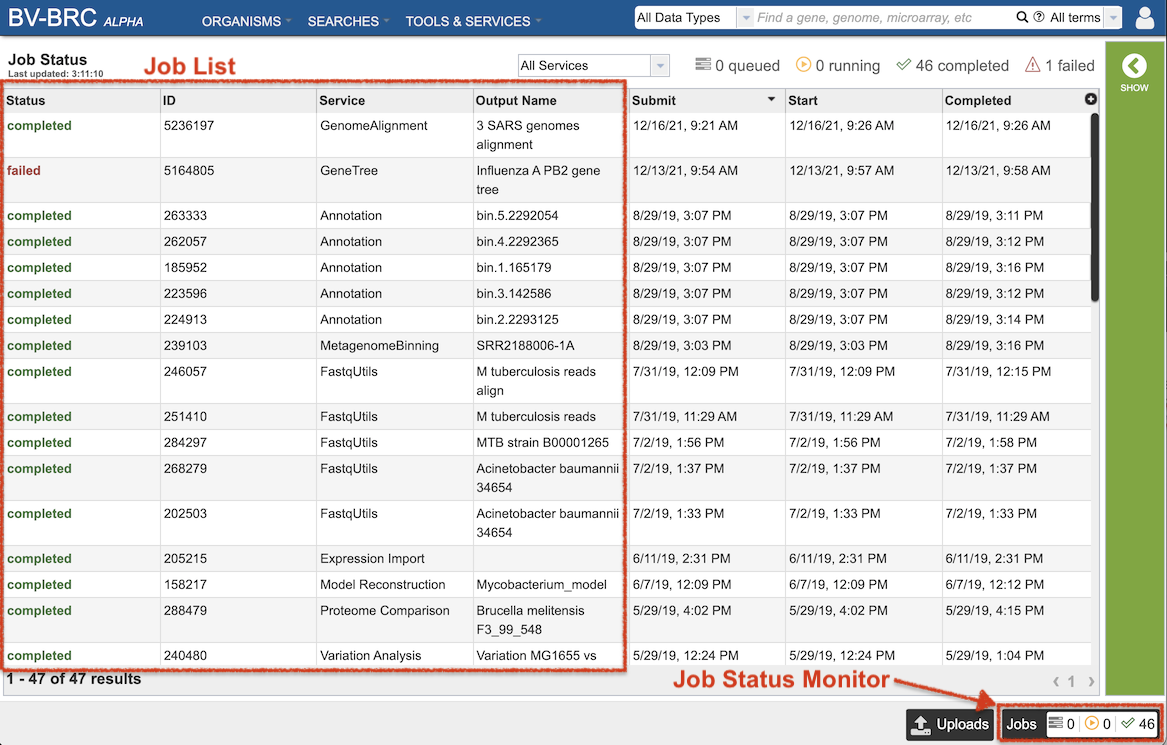 BV-BRC ALPHA ORGANISMS SEARCHES TOOLS & SERVICES All Data Types Find a gene, genome, microarray, etc All terms
Job Status
Last updated: 3:11:10
Job List
All Services 0 queued 0 running 46 completed 1 failed
SHOW
Status ID Service Output Name Submit Start Completed
completed 5236197 GenomeAlignment 3 SARS genomes 12/16/21, 9:21 AM 12/16/21, 9:26 AM 12/16/21, 9:26 AM
alignment
failed 5164805 GeneTree Influenza A PB2 gene 12/13/21, 9:54 AM 12/13/21, 9:57 AM 12/13/21, 9:58 AM
tree
completed 263333 Annotation bin.5.2292054 8/29/19, 3:07 PM 8/29/19, 3:07 PM 8/29/19, 3:11 PM
completed 262057 Annotation bin.4.2292365 8/29/19, 3:07 PM 8/29/19, 3:07 PM 8/29/19, 3:12 PM
completed 185952 Annotation bin.1.165179 8/29/19, 3:07 PM 8/29/19, 3:07 PM 8/29/19, 3:16 PM
completed 223596 Annotation bin.3.142586 8/29/19, 3:07 PM 8/29/19, 3:07 PM 8/29/19, 3:12 PM
completed 224913 Annotation bin.2.2293125 8/29/19, 3:07 PM 8/29/19, 3:07 PM 8/29/19, 3:14 PM
completed 239103 MetagenomeBinning SRR2188006-1A 8/29/19, 3:03 PM 8/29/19, 3:03 PM 8/29/19, 3:16 PM
completed 246057 FastqUtils M tuberculosis reads 7/31/19, 12:09 PM 7/31/19, 12:09 PM 7/31/19, 12:15 PM
align
completed 251410 FastqUtils M tuberculosis reads 7/31/19, 11:29 AM 7/31/19, 11:29 AM 7/31/19, 11:29 AM
completed 284297 FastqUtils MTB strain B00001265 7/2/19, 1:56 PM 7/2/19, 1:56 PM 7/2/19, 1:58 PM
completed 268279 FastqUtils Acinetobacter baumannii 7/2/19, 1:37 PM 7/2/19, 1:37 PM 7/2/19, 1:37 PM
34654
completed 202503 FastqUtils Acinetobacter baumannii 7/2/19, 1:33 PM 7/2/19, 1:33 PM 7/2/19, 1:33 PM
34654
completed 205215 Expression Import 6/11/19, 2:31 PM 6/11/19, 2:31 PM 6/11/19, 2:31 PM
completed 158217 Model Reconstruction Mycobacterium_model 6/7/19, 12:09 PM 6/7/19, 12:09 PM 6/7/19, 12:12 PM
completed 288479 Proteome Comparison Brucella melitensis 5/29/19, 4:02 PM 5/29/19, 4:02 PM 5/29/19, 4:15 PM
F3_99_548
completed 240480 Variation Analysis Variation MG1655 vs 5/29/19, 12:24 PM 5/29/19, 12:24 PM 5/29/19, 1:04 PM
1 - 47 of 47 results
Job Status Monitor
‹ 1 ›
Uploads Jobs 0 0 46